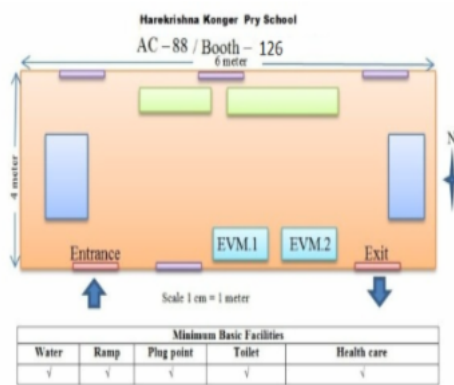 Harekrishna Konger Pry School
AC - 88 / Booth - 126
6 meter
4 meter
N
EVM.1 EVM.2
Entrance Exit
Scale 1 cm = 1 meter
Minimum Basic Facilities
Water Ramp Plug point Toilet Health care
√ √ √ √ √